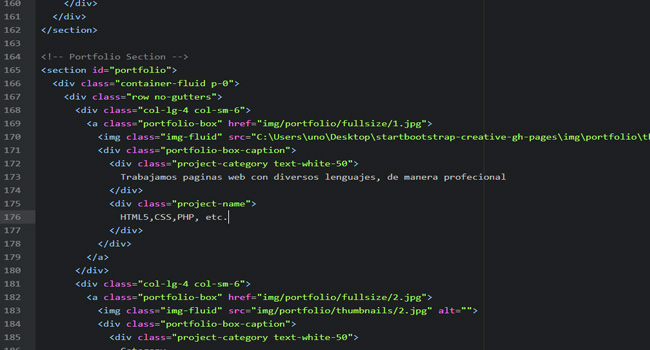 160 </div>
161 </div>
162 </section>
163
164 <!-- Portfolio Section -->
165 <section id="portfolio">
166 <div class="container-fluid p-0">
167 <div class="row no-gutters">
168 <div class="col-lg-4 col-sm-6">
169 <a class="portfolio-box" href="img/portfolio/fullsize/1.jpg">
170 <img class="img-fluid" src="C:\Users\uno\Desktop\startbootstrap-creative-gh-pages\img\portfolio\th
171 <div class="portfolio-box-caption">
172 <div class="project-category text-white-50">
173 Trabajamos paginas web con diversos lenguajes, de manera profecional
174 </div>
175 <div class="project-name">
176 HTML5,CSS,PHP, etc.
177 </div>
178 </div>
179 </a>
180 </div>
181 <div class="col-lg-4 col-sm-6">
182 <a class="portfolio-box" href="img/portfolio/fullsize/2.jpg">
183 <img class="img-fluid" src="img/portfolio/thumbnails/2.jpg" alt="">
184 <div class="portfolio-box-caption">
185 <div class="project-category text-white-50">